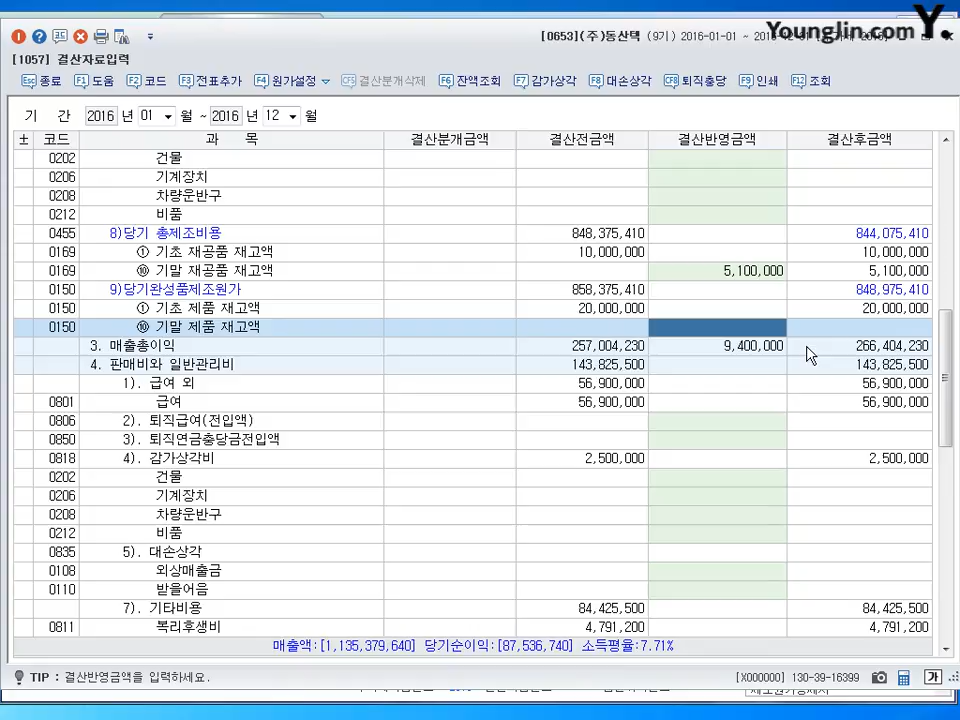 Younglin.com Y.
[0653](주)동산택 (9기) 2016-01-01 ~
[1057] 결산자료입력
Esc 종료 F1 도움 F2 코드 F3 전표추가 F4 원가설정 CF5 결산분개삭제 F6 잔액조회 F7 감가상각 F8 대손상각 CF8 퇴직충당 F9 인쇄 F12 조회
기 간 2016 년 01 월 ~ 2016 년 12 월
± 코드 과 목 결산분개금액 결산전금액 결산반영금액 결산후금액
0202 건물
0206 기계장치
0208 차량운반구
0212 비품
0455 8)당기 총제조비용 848,375,410 844,075,410
0169 ① 기초 재공품 재고액 10,000,000 10,000,000
0169 ⑩ 기말 재공품 재고액 5,100,000 5,100,000
0150 9)당기완성품제조원가 858,375,410 848,975,410
0150 ① 기초 제품 재고액 20,000,000 20,000,000
0150 ⑩ 기말 제품 재고액
3. 매출총이익 257,004,230 9,400,000 266,404,230
4. 판매비와 일반관리비 143,825,500 143,825,500
1). 급여 외 56,900,000 56,900,000
0801 급여 56,900,000 56,900,000
0806 2). 퇴직급여(전입액)
0850 3). 퇴직연금충당금전입액
0818 4). 감가상각비 2,500,000 2,500,000
0202 건물
0206 기계장치
0208 차량운반구
0212 비품
0835 5). 대손상각
0108 외상매출금
0110 받을어음
7). 기타비용 84,425,500 84,425,500
0811 복리후생비 4,791,200 4,791,200
매출액:[1,135,379,640] 당기순이익:[87,536,740] 소득평율:7.71%
TIP : 결산반영금액을 입력하세요.
[X000000] 130-39-16399 가